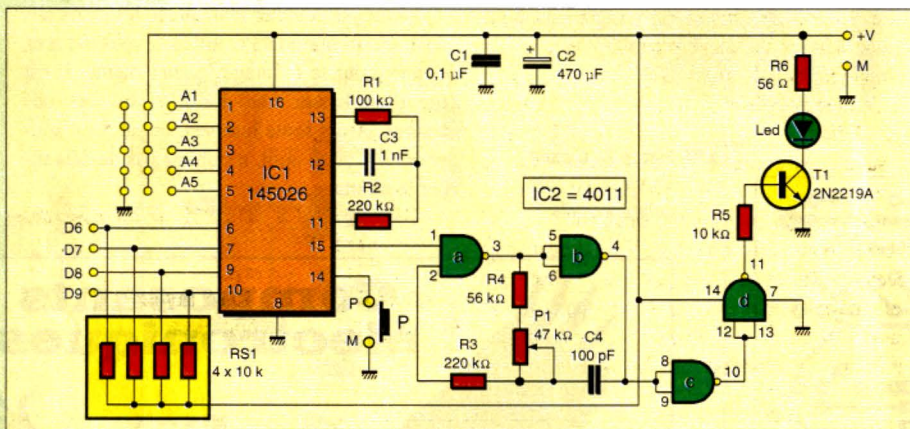 +V
M
R6
56 Ω
Led
T1
2N2219A
R5
10 kΩ
C1
0,1 µF
+
C2
470 µF
A1
A2
A3
A4
A5
1
2
3
4
5
16
13
12
11
15
14
IC1
145026
6
7
9
10
8
R1
100 kΩ
C3
1 nF
R2
220 kΩ
IC2 = 4011
D6
D7
D8
D9
RS1
4 x 10 k
P
M
P
1
2
a
3
5
6
b
4
R4
56 kΩ
P1
47 kΩ
C4
100 pF
R3
220 kΩ
11
14
d
7
12
13
8
9
c
10